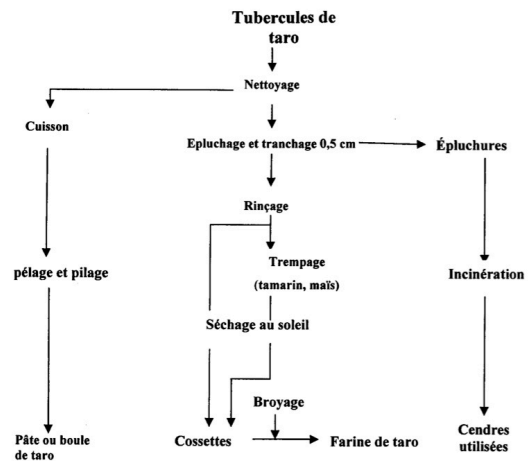 Tubercules de
taro
Nettoyage
Cuisson
Epluchage et tranchage 0,5 cm
Épluchures
Rinçage
Trempage
(tamarin, maïs)
pélage et pilage
Incinération
Séchage au soleil
Broyage
Pâte ou boule
de taro
Cossettes
Farine de taro
Cendres
utilisées